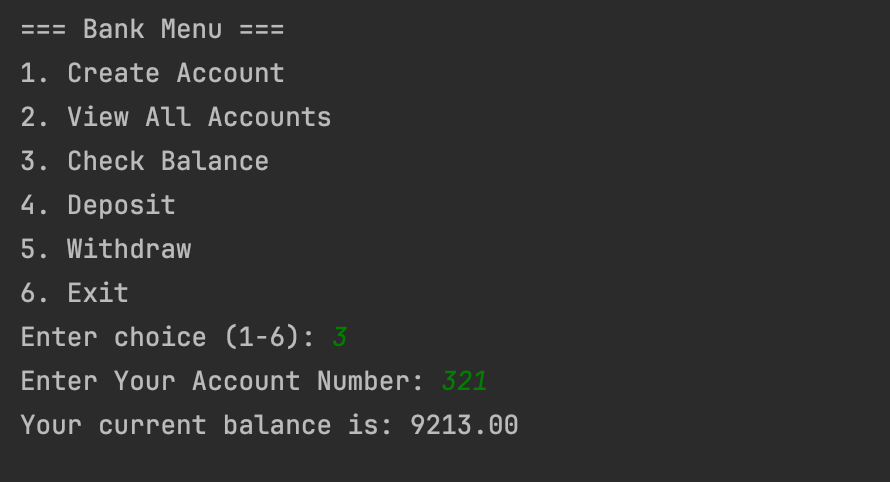 === Bank Menu ===
1. Create Account
2. View All Accounts
3. Check Balance
4. Deposit
5. Withdraw
6. Exit
Enter choice (1-6): 3
Enter Your Account Number: 321
Your current balance is: 9213.00